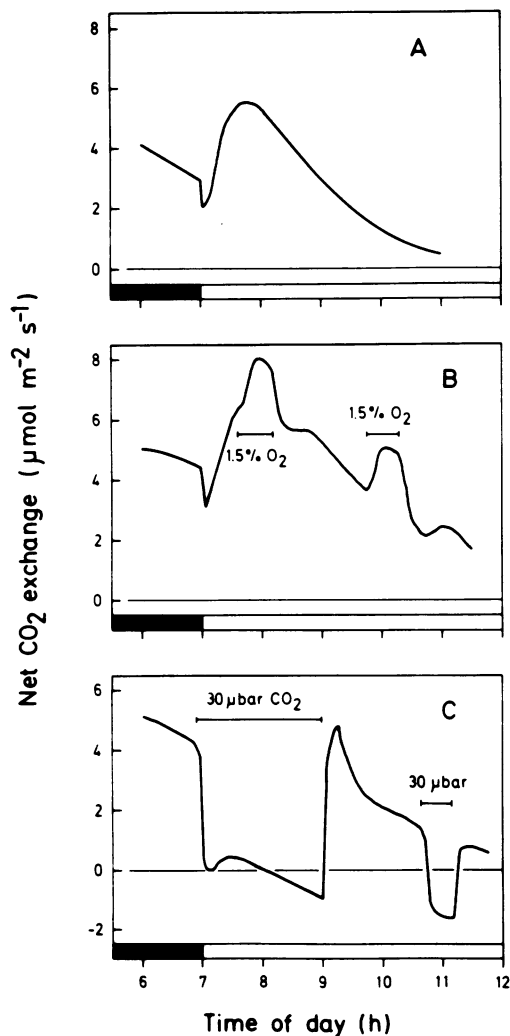 Net CO2 exchange (μmol m⁻² s⁻¹)
A
8
6
4
2
0
B
8
6
4
2
0
1.5% O2
1.5% O2
C
6
4
2
0
-2
30 μbar CO2
30 μbar
6 7 8 9 10 11 12
Time of day (h)